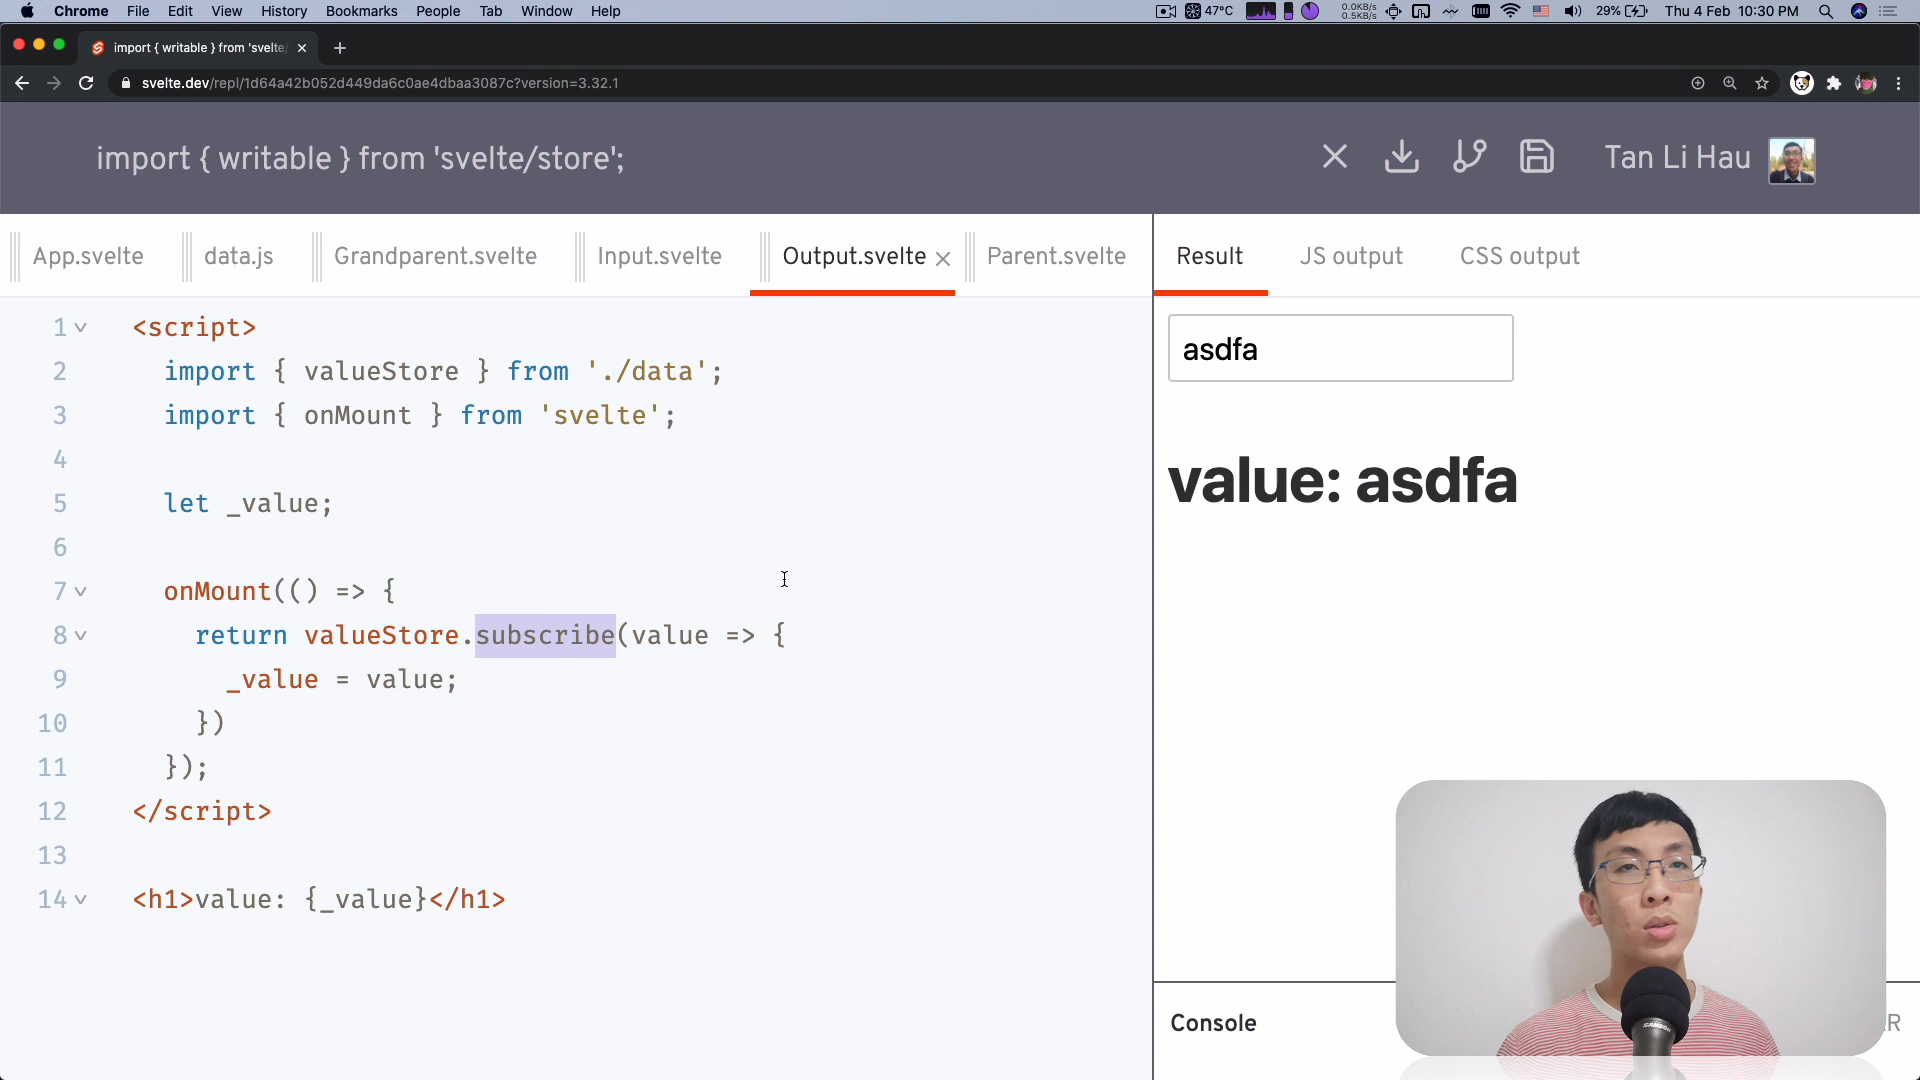 Chrome File Edit View History Bookmarks People Tab Window Help
47°C
0.0KB/s
0.5KB/s
29%
Thu 4 Feb 10:30 PM
import { writable } from 'svelte/
svelte.dev/repl/1d64a42b052d449da6c0ae4dbaa3087c?version=3.32.1
import { writable } from 'svelte/store';
Tan Li Hau
App.svelte data.js Grandparent.svelte Input.svelte Output.svelte Parent.svelte
Result JS output CSS output
1 <script>
2 import { valueStore } from './data';
3 import { onMount } from 'svelte';
4
5 let _value;
6
7 onMount(() => {
8 return valueStore.subscribe(value => {
9 _value = value;
10 })
11 });
12 </script>
13
14 <h1>value: {_value}</h1>
asdfa
value: asdfa
Console
SAMSON